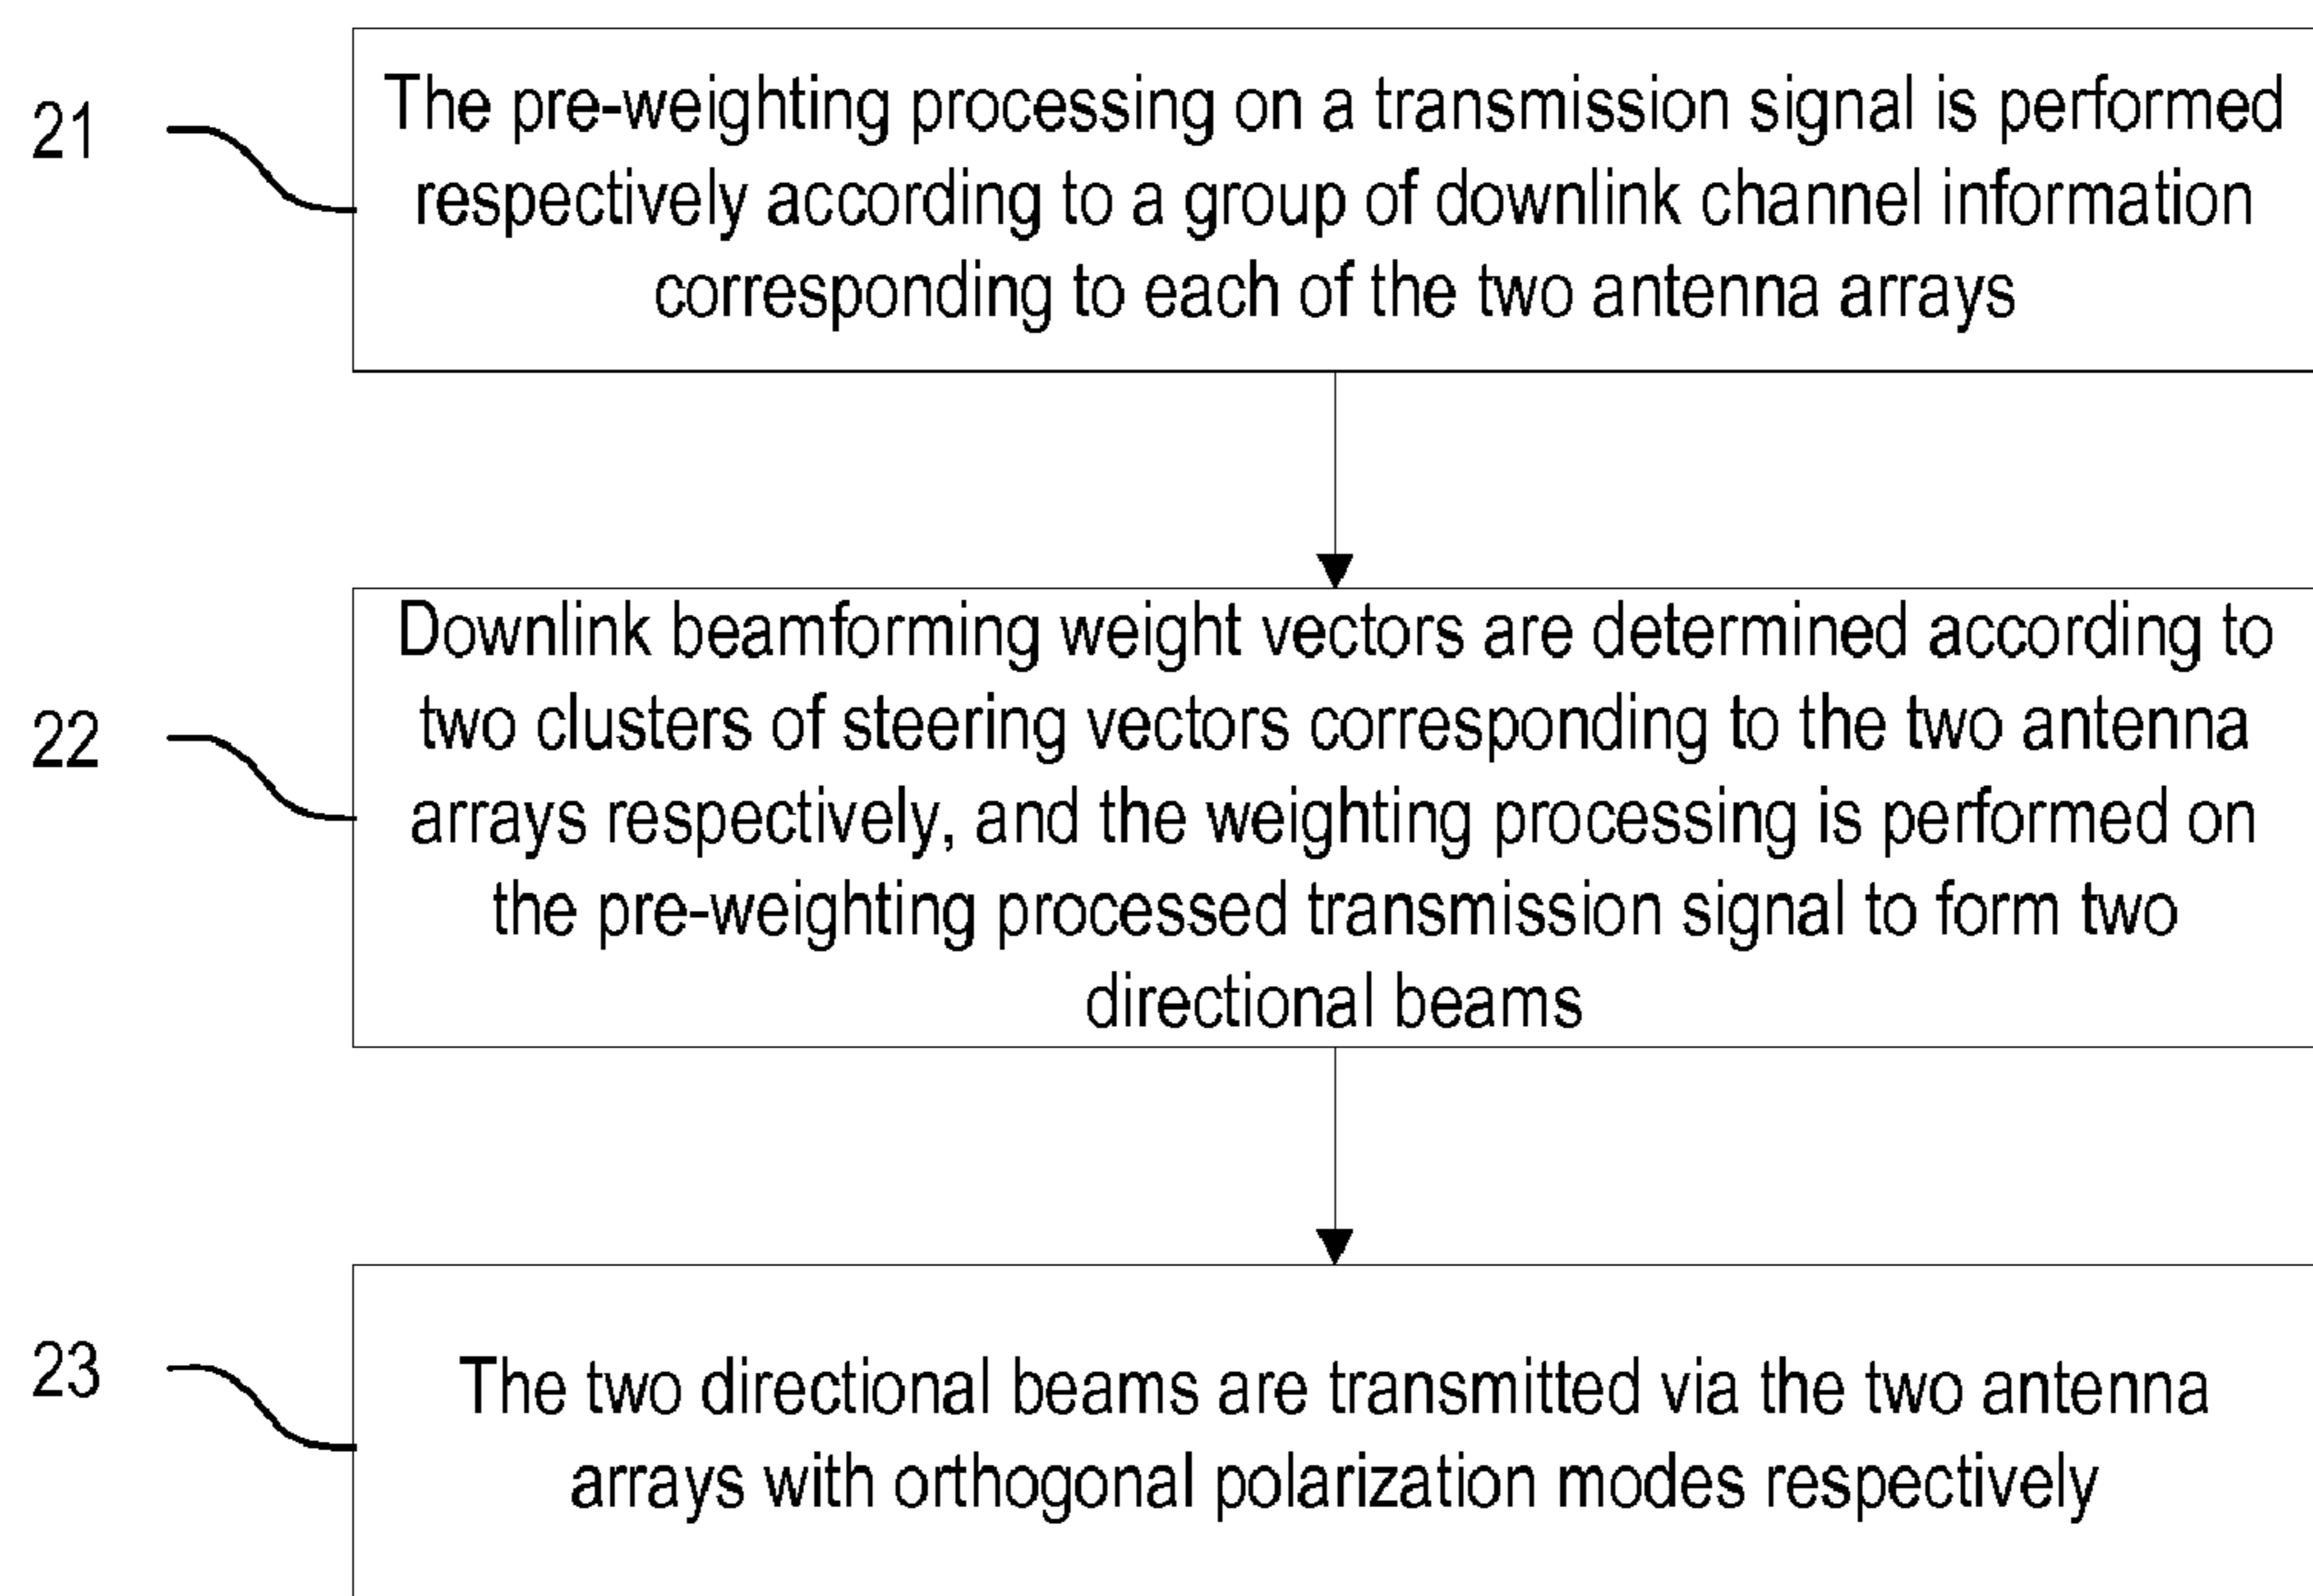 21
The pre-weighting processing on a transmission signal is performed
respectively according to a group of downlink channel information
corresponding to each of the two antenna arrays
22
Downlink beamforming weight vectors are determined according to
two clusters of steering vectors corresponding to the two antenna
arrays respectively, and the weighting processing is performed on
the pre-weighting processed transmission signal to form two
directional beams
23
The two directional beams are transmitted via the two antenna
arrays with orthogonal polarization modes respectively